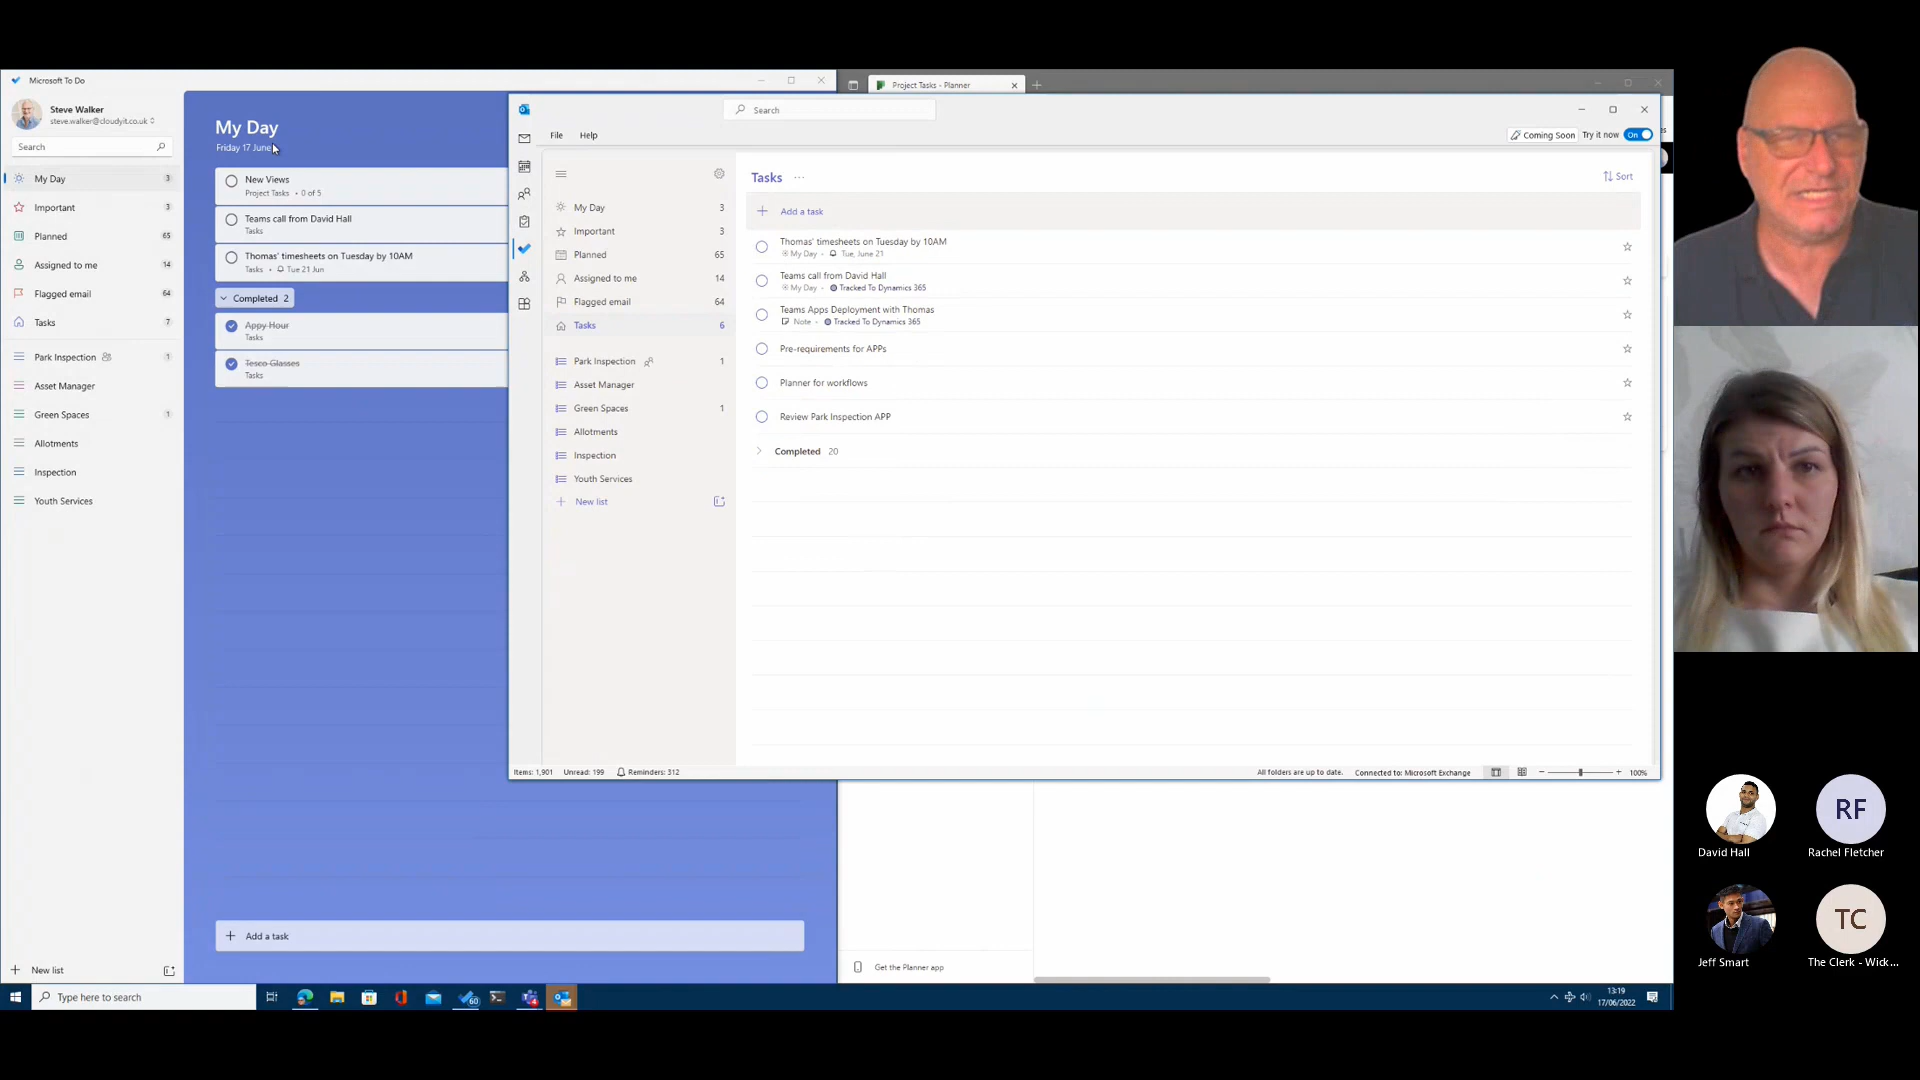 Microsoft To Do
Steve Walker
steve.walker@cloudyit.co.uk
Search
My Day 3
Important 3
Planned 65
Assigned to me 14
Flagged email 64
Tasks 7
Park Inspection 1
Asset Manager
Green Spaces 1
Allotments
Inspection
Youth Services
New list
My Day
Friday 17 June
New Views
Project Tasks • 0 of 5
Teams call from David Hall
Tasks
Thomas' timesheets on Tuesday by 10AM
Tasks • Tue 21 Jun
Completed 2
Appy Hour
Tasks
Tesco Glasses
Tasks
Add a task
Project Tasks - Planner
Search
File Help
Coming Soon Try it now On
My Day 3
Important 3
Planned 65
Assigned to me 14
Flagged email 64
Tasks 6
Park Inspection 1
Asset Manager
Green Spaces 1
Allotments
Inspection
Youth Services
New list
Tasks ...
Sort
Add a task
Thomas' timesheets on Tuesday by 10AM
My Day • Tue, June 21
Teams call from David Hall
My Day • Tracked To Dynamics 365
Teams Apps Deployment with Thomas
Note • Tracked To Dynamics 365
Pre-requirements for APPs
Planner for workflows
Review Park Inspection APP
Completed 20
Items: 1,901 Unread: 199 Reminders: 312
All folders are up to date. Connected to: Microsoft Exchange 100%
Get the Planner app
Type here to search
60
4
13:19
17/06/2022
David Hall
RF
Rachel Fletcher
Jeff Smart
TC
The Clerk - Wick...